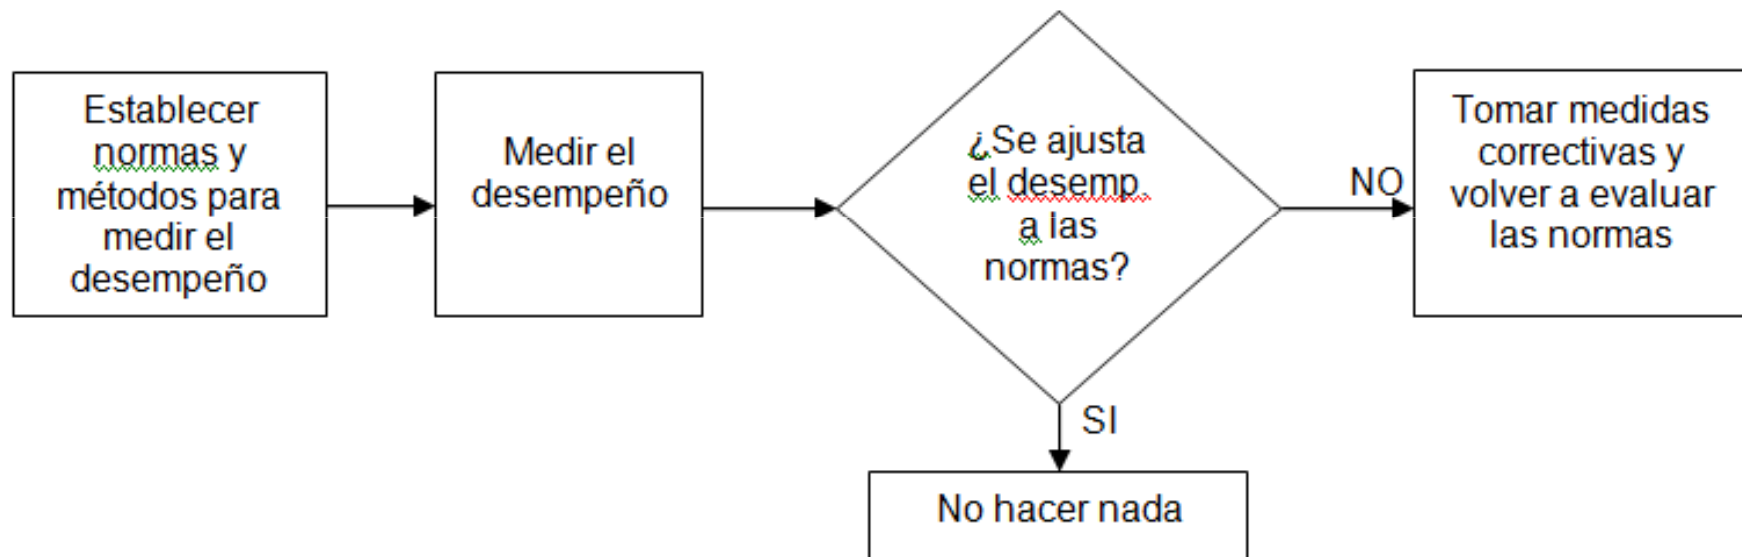 Establecer
normas y
métodos para
medir el
desempeño
Medir el
desempeño
¿Se ajusta
el desemp.
a las
normas?
NO
Tomar medidas
correctivas y
volver a evaluar
las normas
SI
No hacer nada